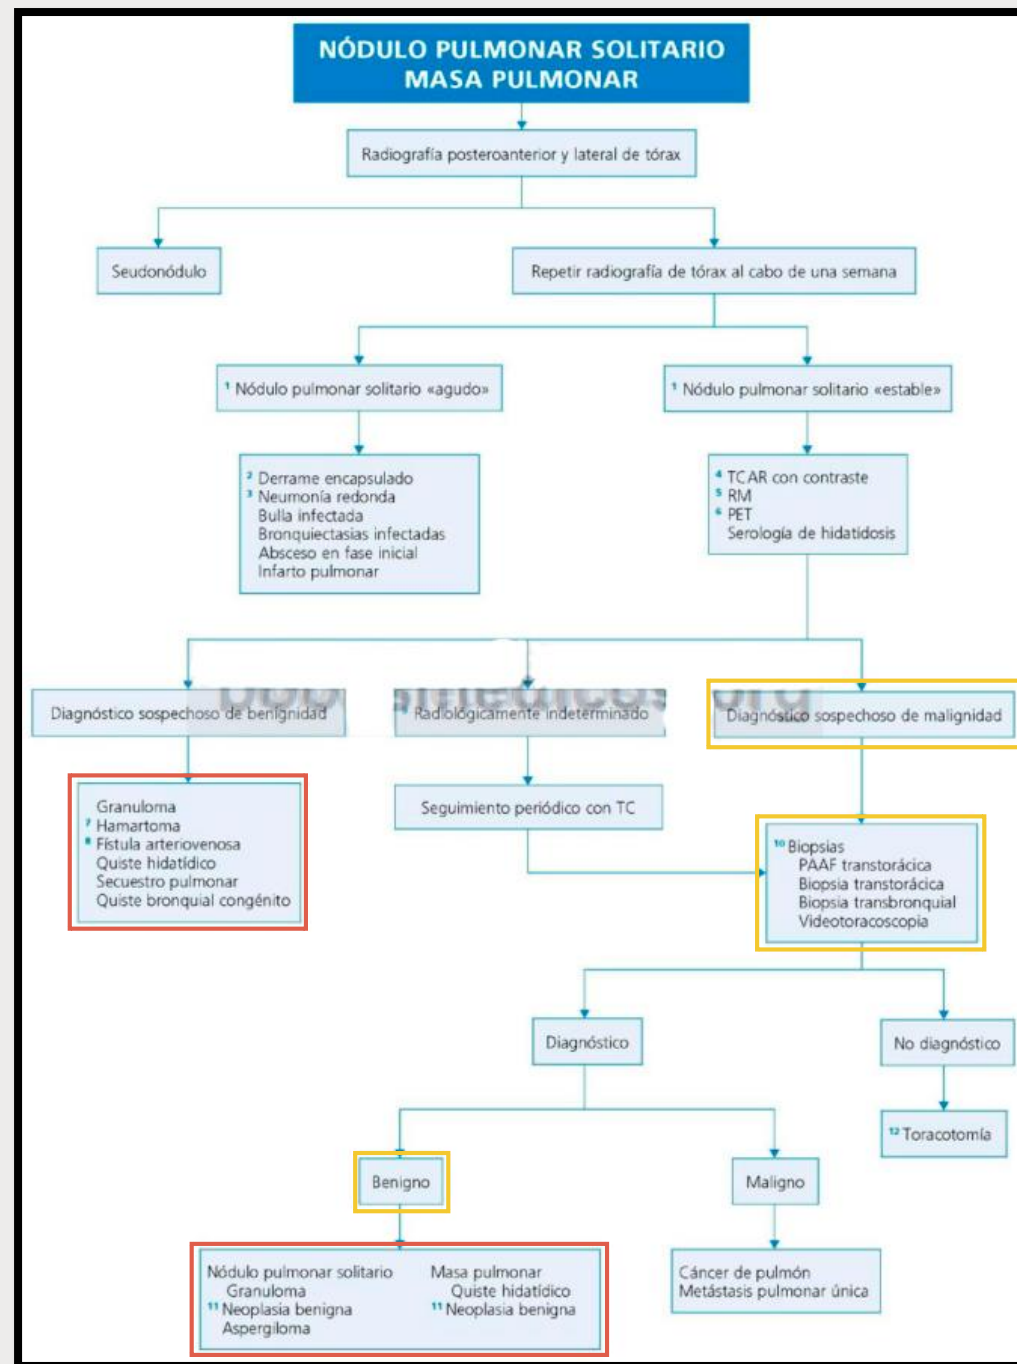 NÓDULO PULMONAR SOLITARIO
MASA PULMONAR
Radiografía posteroanterior y lateral de tórax
Seudonódulo
Repetir radiografía de tórax al cabo de una semana
1 Nódulo pulmonar solitario «agudo»
1 Nódulo pulmonar solitario «estable»
2 Derrame encapsulado
3 Neumonía redonda
Bulla infectada
Bronquiectasias infectadas
Absceso en fase inicial
Infarto pulmonar
4 TCAR con contraste
5 RM
6 PET
Serología de hidatídosis
Diagnóstico sospechoso de benignidad
Radiológicamente indeterminado
Diagnóstico sospechoso de malignidad
Granuloma
7 Hamartoma
8 Fístula arteriovenosa
Quiste hidatídico
Secuestro pulmonar
Quiste bronquial congénito
Seguimiento periódico con TC
10 Biopsias
PAAF transtorácica
Biopsia transtorácica
Biopsia transbronquial
Videotoracoscopia
Diagnóstico
No diagnóstico
12 Toracotomía
Benigno
Maligno
Nódulo pulmonar solitario
Granuloma
11 Neoplasia benigna
Aspergiloma
Masa pulmonar
Quiste hidatídico
11 Neoplasia benigna
Cáncer de pulmón
Metástasis pulmonar única